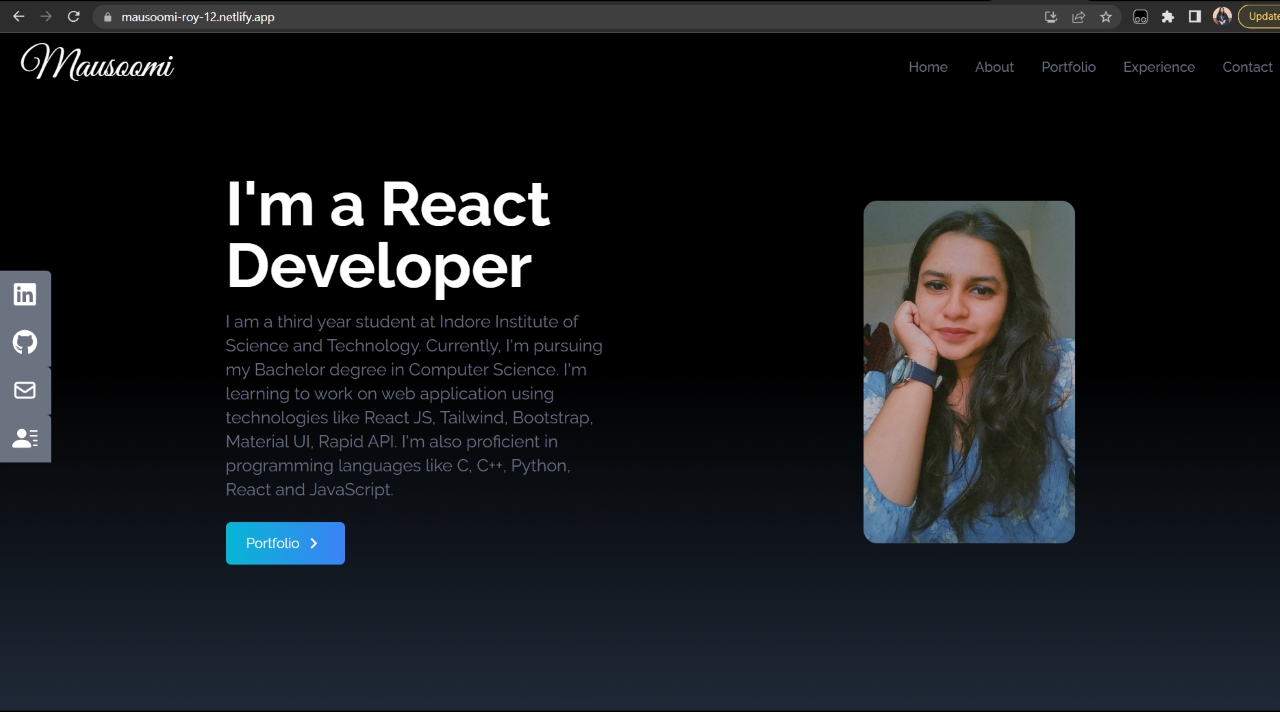 mausoomi-roy-12.netlify.app
Update
Mausoomi
Home About Portfolio Experience Contact
I'm a React
Developer
I am a third year student at Indore Institute of
Science and Technology. Currently, I'm pursuing
my Bachelor degree in Computer Science. I'm
learning to work on web application using
technologies like React JS, Tailwind, Bootstrap,
Material UI, Rapid API. I'm also proficient in
programming languages like C, C++, Python,
React and JavaScript.
in
Portfolio